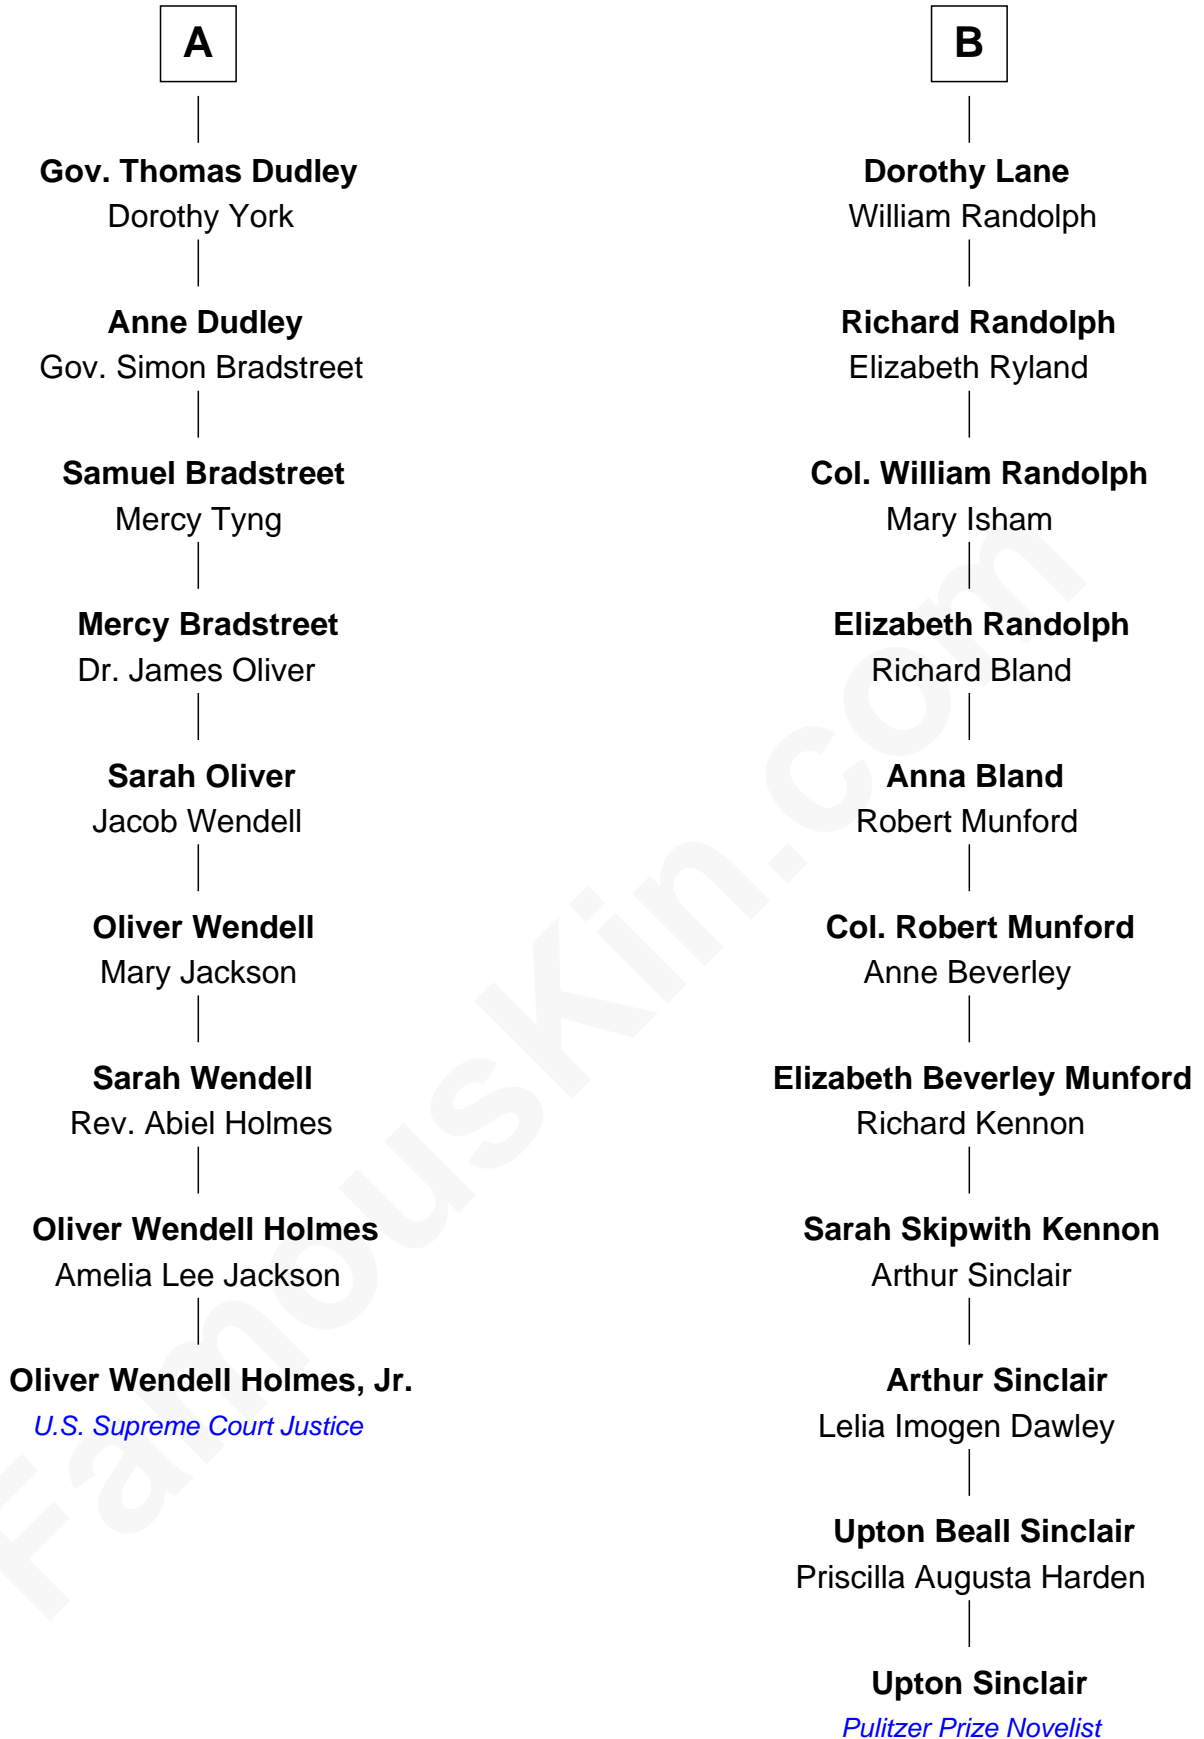 A
Gov. Thomas Dudley
Dorothy York
Anne Dudley
Gov. Simon Bradstreet
Samuel Bradstreet
Mercy Tyng
Mercy Bradstreet
Dr. James Oliver
Sarah Oliver
Jacob Wendell
Oliver Wendell
Mary Jackson
Sarah Wendell
Rev. Abiel Holmes
Oliver Wendell Holmes
Amelia Lee Jackson
Oliver Wendell Holmes, Jr.
U.S. Supreme Court Justice
B
Dorothy Lane
William Randolph
Richard Randolph
Elizabeth Ryland
Col. William Randolph
Mary Isham
Elizabeth Randolph
Richard Bland
Anna Bland
Robert Munford
Col. Robert Munford
Anne Beverley
Elizabeth Beverley Munford
Richard Kennon
Sarah Skipwith Kennon
Arthur Sinclair
Arthur Sinclair
Lelia Imogen Dawley
Upton Beall Sinclair
Priscilla Augusta Harden
Upton Sinclair
Pulitzer Prize Novelist
FamousKin.com